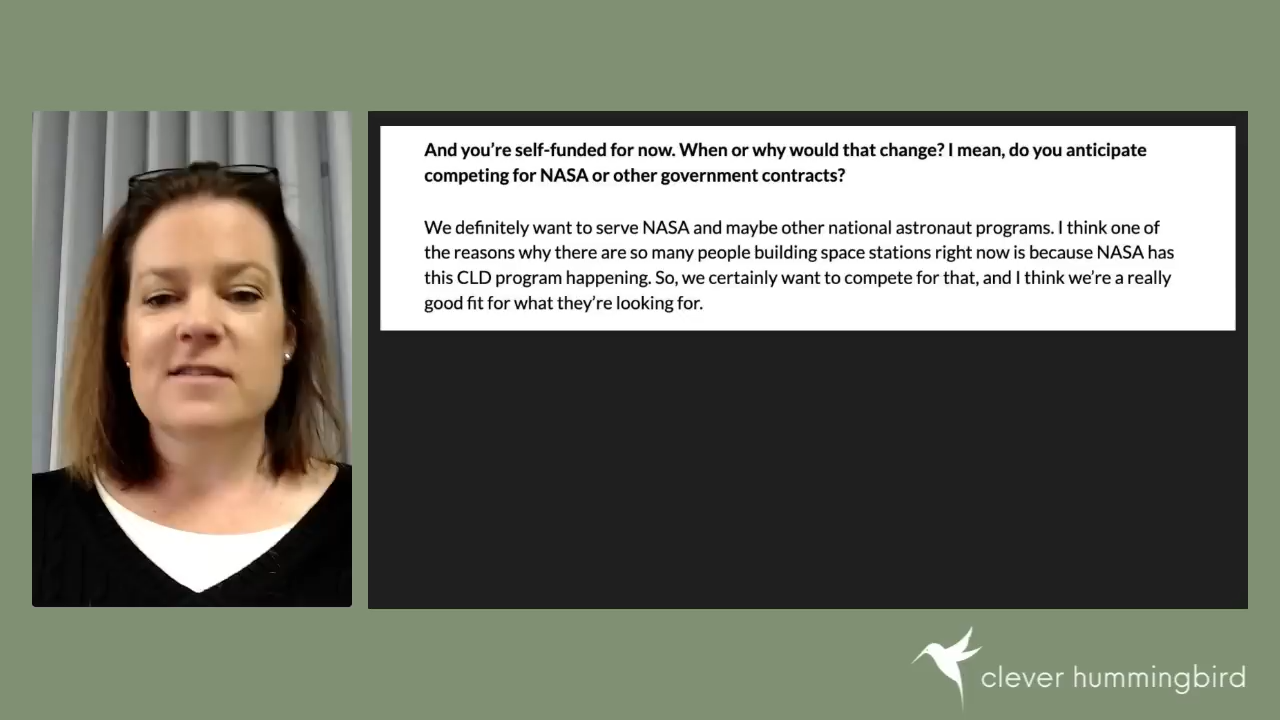 And you're self-funded for now. When or why would that change? I mean, do you anticipate
competing for NASA or other government contracts?
We definitely want to serve NASA and maybe other national astronaut programs. I think one of
the reasons why there are so many people building space stations right now is because NASA has
this CLD program happening. So, we certainly want to compete for that, and I think we're a really
good fit for what they're looking for.
clever hummingbird